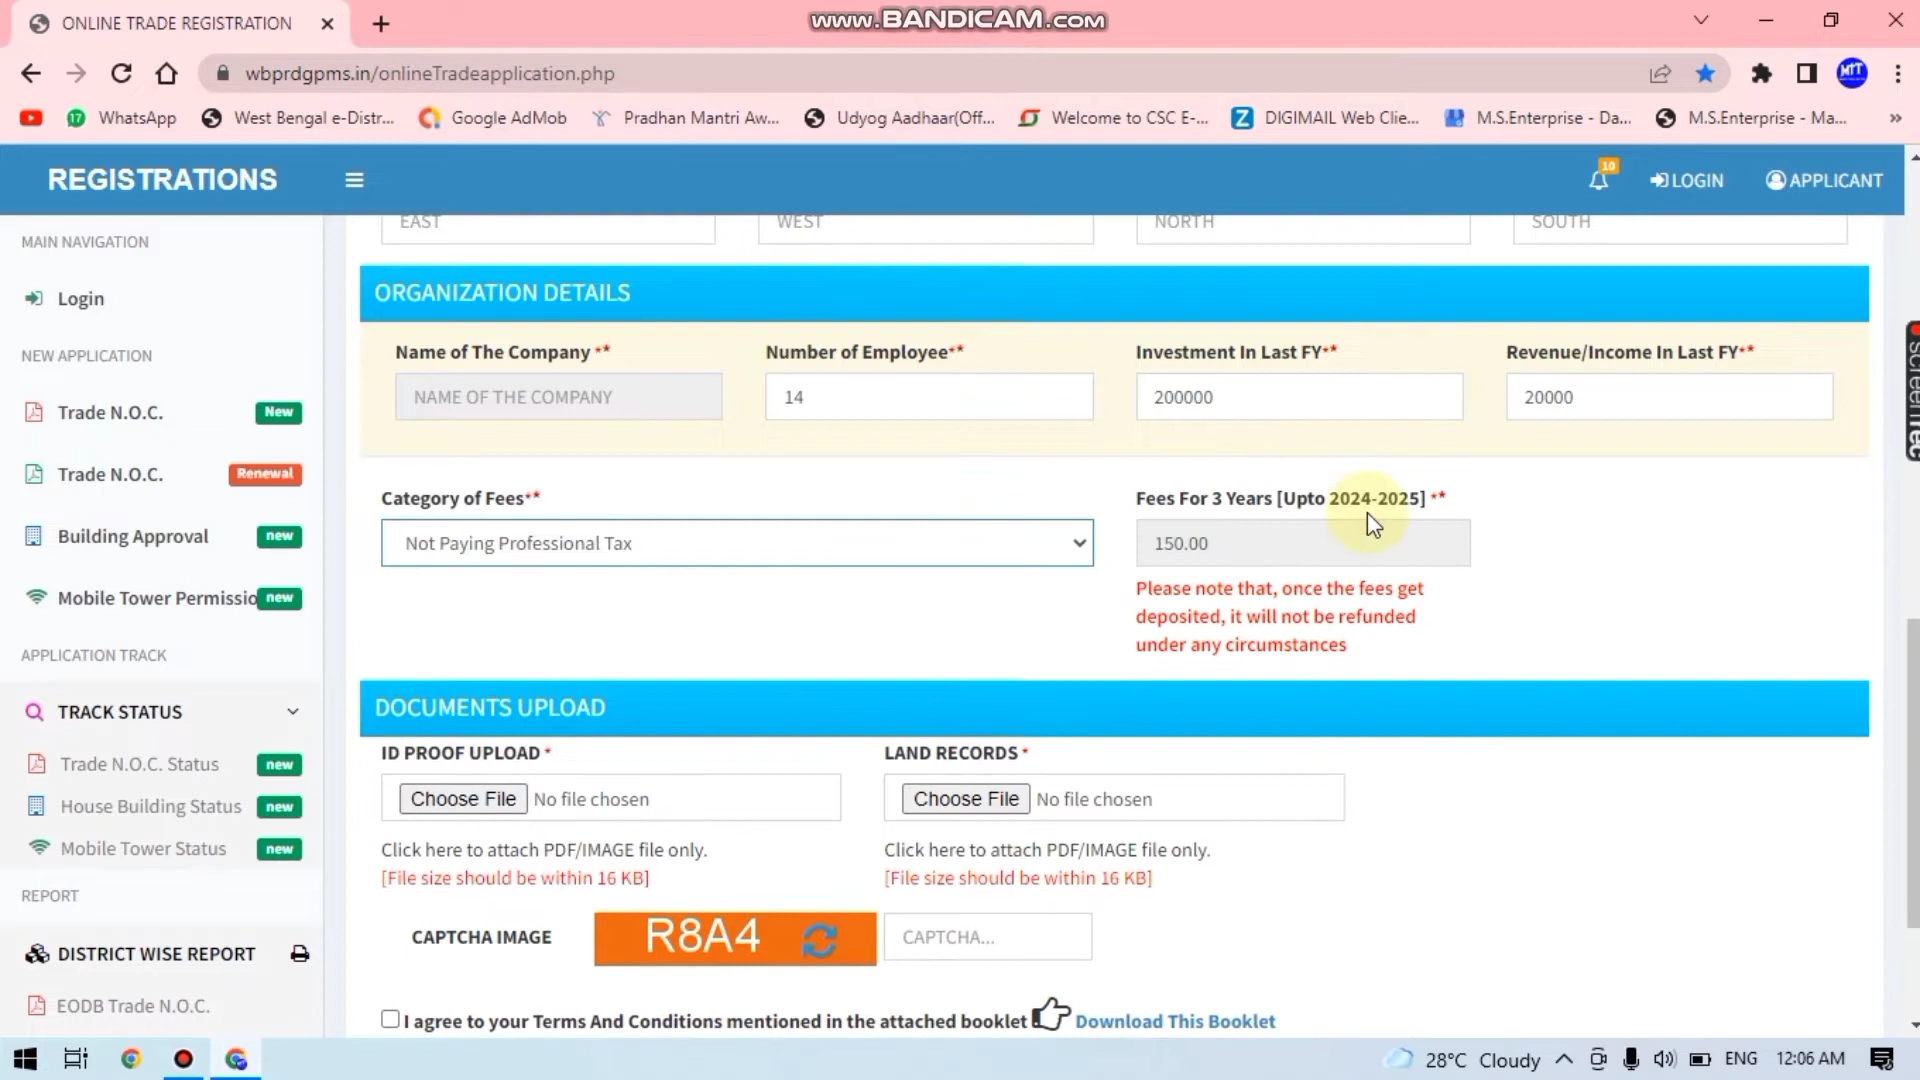 ONLINE TRADE REGISTRATION
www.BANDICAM.com
wbprdgpms.in/onlineTradeapplication.php
MIT
17 WhatsApp
West Bengal e-Distr...
Google AdMob
Pradhan Mantri Aw...
Udyog Aadhaar(Off...
Welcome to CSC E-...
DIGIMAIL Web Clie...
M.S.Enterprise - Da...
M.S.Enterprise - Ma...
»
REGISTRATIONS
10
LOGIN
APPLICANT
MAIN NAVIGATION
Login
NEW APPLICATION
Trade N.O.C. New
Trade N.O.C. Renewal
Building Approval new
Mobile Tower Permissio new
APPLICATION TRACK
TRACK STATUS
Trade N.O.C. Status new
House Building Status new
Mobile Tower Status new
REPORT
DISTRICT WISE REPORT
EODB Trade N.O.C.
EAST WEST NORTH SOUTH
ORGANIZATION DETAILS
Name of The Company ** Number of Employee** Investment In Last FY** Revenue/Income In Last FY**
NAME OF THE COMPANY 14 200000 20000
Category of Fees** Fees For 3 Years [Upto 2024-2025] **
Not Paying Professional Tax 150.00
Please note that, once the fees get
deposited, it will not be refunded
under any circumstances
DOCUMENTS UPLOAD
ID PROOF UPLOAD * LAND RECORDS *
Choose File No file chosen Choose File No file chosen
Click here to attach PDF/IMAGE file only. Click here to attach PDF/IMAGE file only.
[File size should be within 16 KB] [File size should be within 16 KB]
CAPTCHA IMAGE R8A4 CAPTCHA...
I agree to your Terms And Conditions mentioned in the attached booklet Download This Booklet
screenrec
28°C Cloudy ENG 12:06 AM